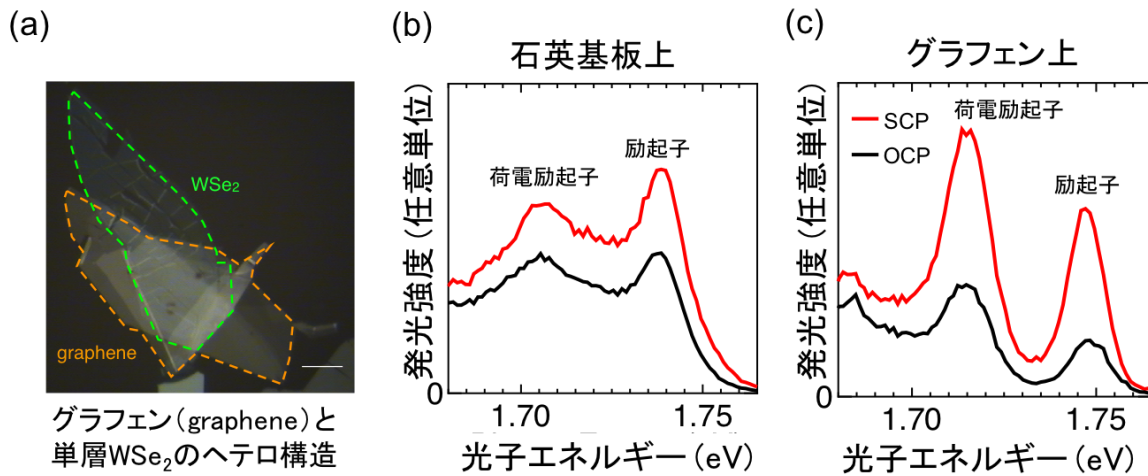 (a)
WSe₂
graphene
グラフェン(graphene)と
単層WSe₂のヘテロ構造
(b)
石英基板上
荷電励起子
励起子
発光強度(任意単位)
0
1.70
1.75
光子エネルギー(eV)
(c)
グラフェン上
SCP
OCP
荷電励起子
励起子
発光強度(任意単位)
0
1.70
1.75
光子エネルギー(eV)